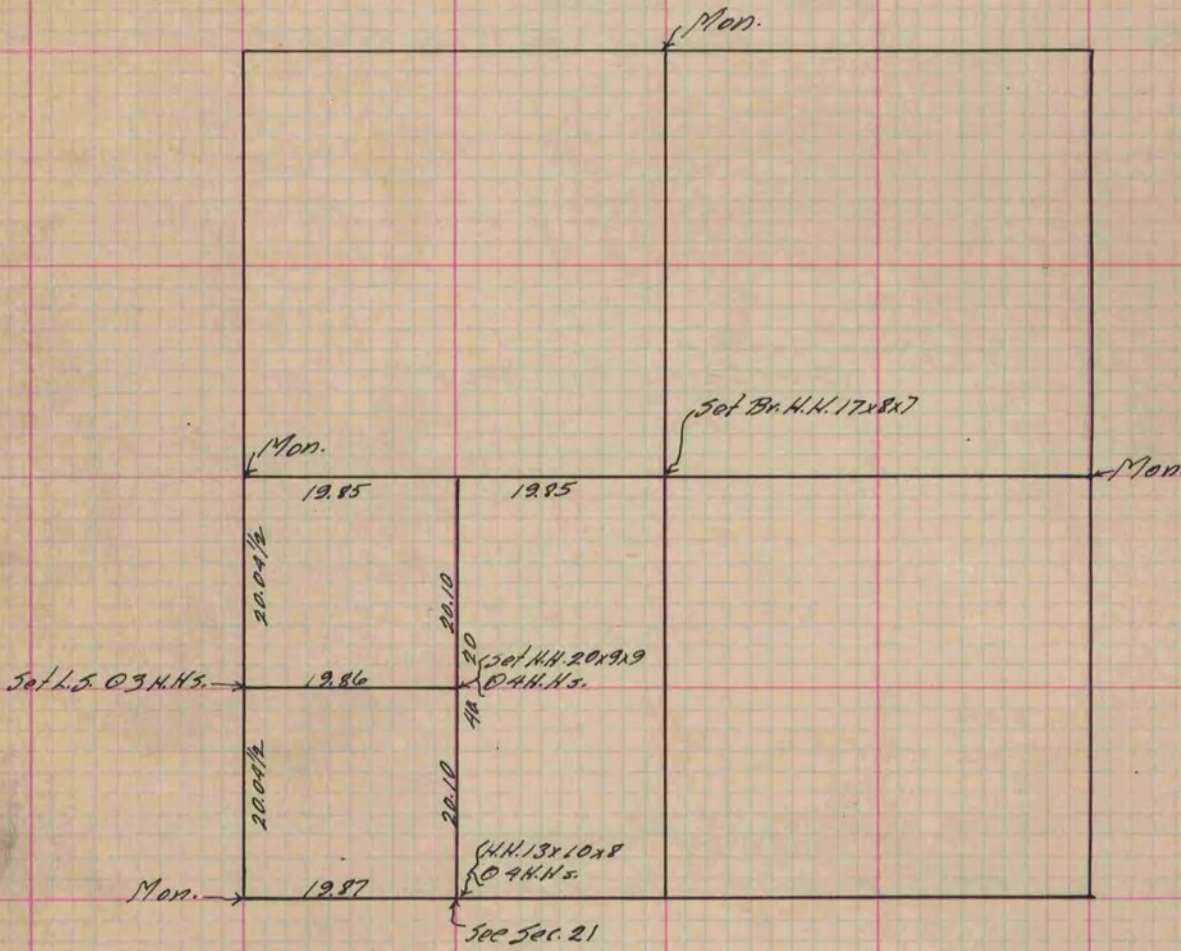 Mon.
Set Br. H.H. 17x8x7
Mon.
Mon.
19.85
19.85
20.04½
20.10
20
Set H.H. 20x9x9
⊙ 4 H.Hs.
Set L.S. ⊙ 3 H.Hs.
19.86
20.04½
20.10
H.H. 13x10x8
⊙ 4 H.Hs.
Mon.
19.87
See Sec. 21